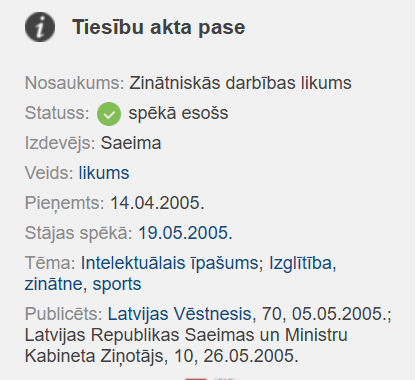 Tiesību akta pase
Nosaukums: Zinātniskās darbības likums
Statuss: spēkā esošs
Izdevējs: Saeima
Veids: likums
Pieņemts: 14.04.2005.
Stājas spēkā: 19.05.2005.
Tēma: Intelektuālais īpašums; Izglītība,
zinātne, sports
Publicēts: Latvijas Vēstnesis, 70, 05.05.2005.;
Latvijas Republikas Saeimas un Ministru
Kabineta Ziņotājs, 10, 26.05.2005.